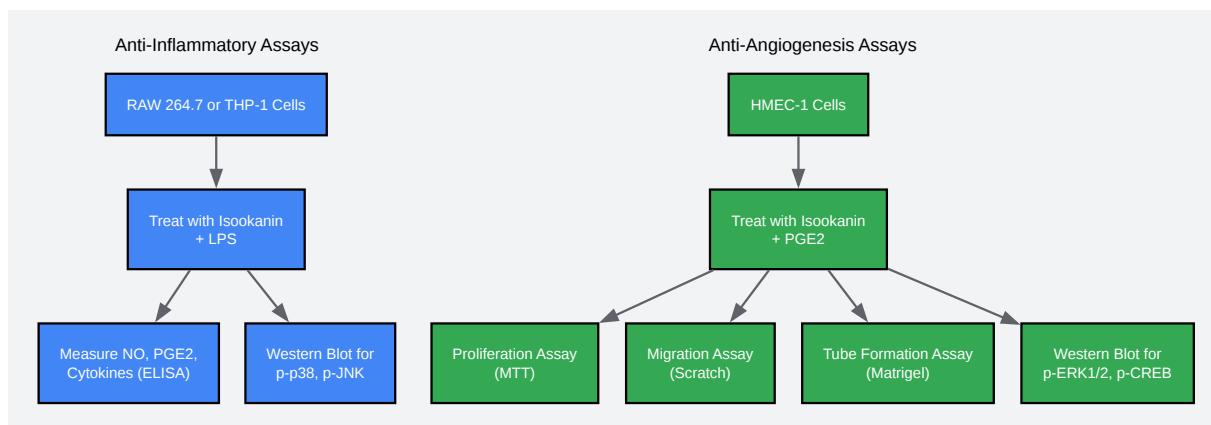 Anti-Inflammatory Assays
RAW 264.7 or THP-1 Cells
Treat with Isookanin
+ LPS
Measure NO, PGE2,
Cytokines (ELISA)
Western Blot for
p-p38, p-JNK
Anti-Angiogenesis Assays
HMEC-1 Cells
Treat with Isookanin
+ PGE2
Proliferation Assay
(MTT)
Migration Assay
(Scratch)
Tube Formation Assay
(Matrigel)
Western Blot for
p-ERK1/2, p-CREB